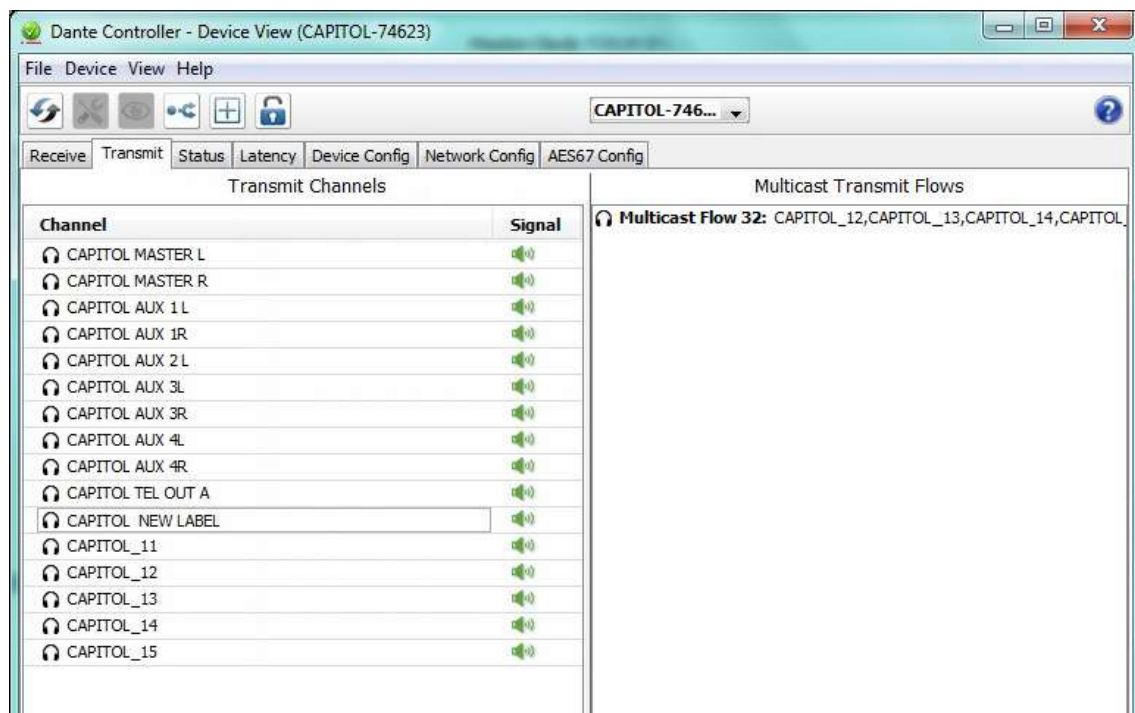 Dante Controller - Device View (CAPITOL-74623)
File Device View Help
CAPITOL-746...
Receive Transmit Status Latency Device Config Network Config AES67 Config
Transmit Channels
Multicast Transmit Flows
Channel Signal
Multicast Flow 32: CAPITOL_12,CAPITOL_13,CAPITOL_14,CAPITOL_
CAPITOL MASTER L
CAPITOL MASTER R
CAPITOL AUX 1 L
CAPITOL AUX 1R
CAPITOL AUX 2 L
CAPITOL AUX 3L
CAPITOL AUX 3R
CAPITOL AUX 4L
CAPITOL AUX 4R
CAPITOL TEL OUT A
CAPITOL NEW LABEL
CAPITOL_11
CAPITOL_12
CAPITOL_13
CAPITOL_14
CAPITOL_15